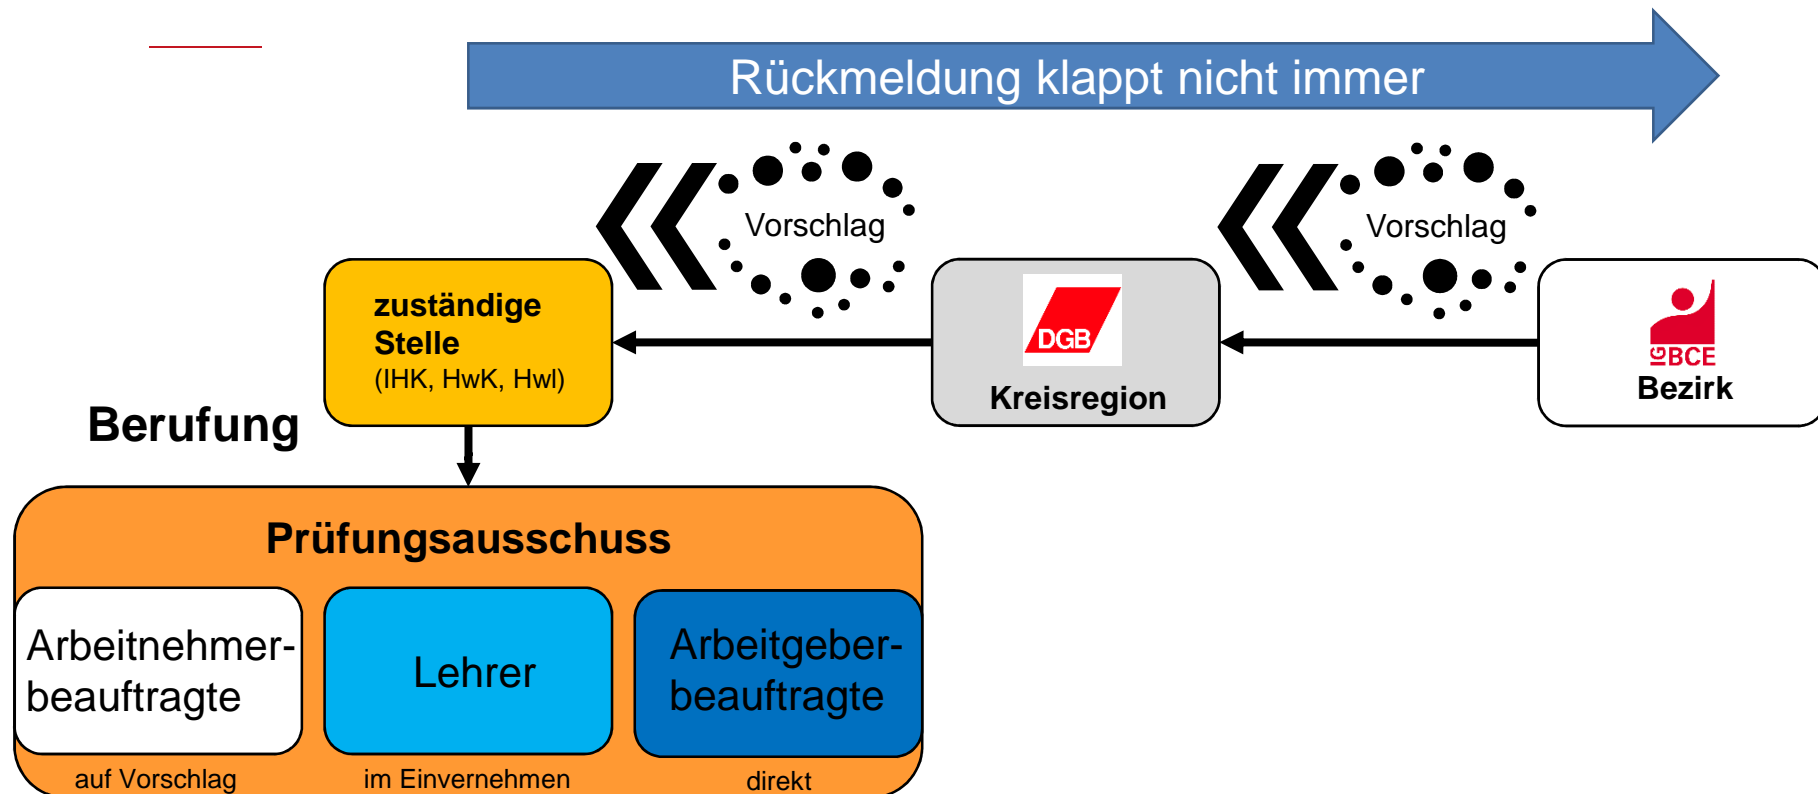 Rückmeldung klappt nicht immer
Vorschlag
Vorschlag
zuständige
Stelle
(IHK, HwK, Hwl)
DGB
Kreisregion
IGBCE
Bezirk
Berufung
Prüfungsausschuss
Arbeitnehmer-
beauftragte
Lehrer
Arbeitgeber-
beauftragte
auf Vorschlag
im Einvernehmen
direkt